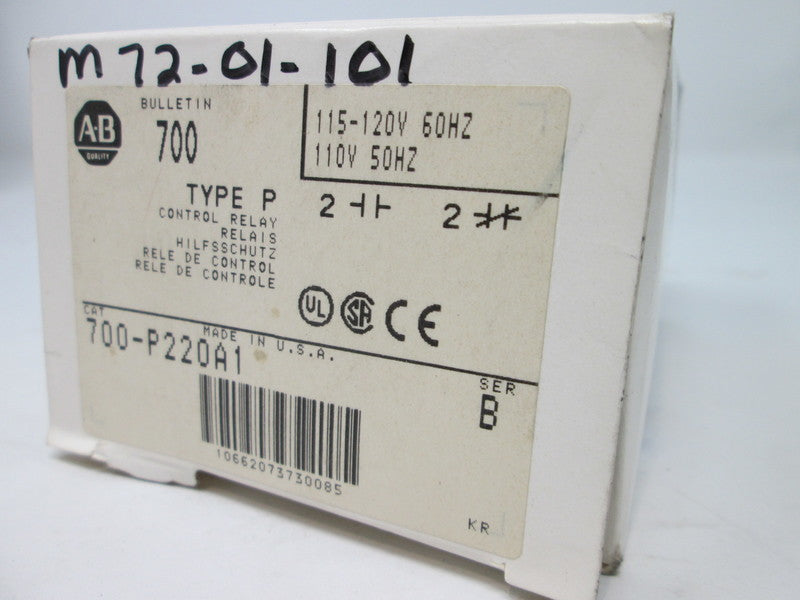 M 72-01-101
A-B
QUALITY
BULLETIN
700
115-120V 60HZ
110V 50HZ
TYPE P
CONTROL RELAY
RELAIS
HILFSSCHUTZ
RELE DE CONTROL
RELE DE CONTROLE
2
2
UL
SA
CE
CAT
700-P220A1
MADE IN U.S.A.
SER
B
10662073730085
KR